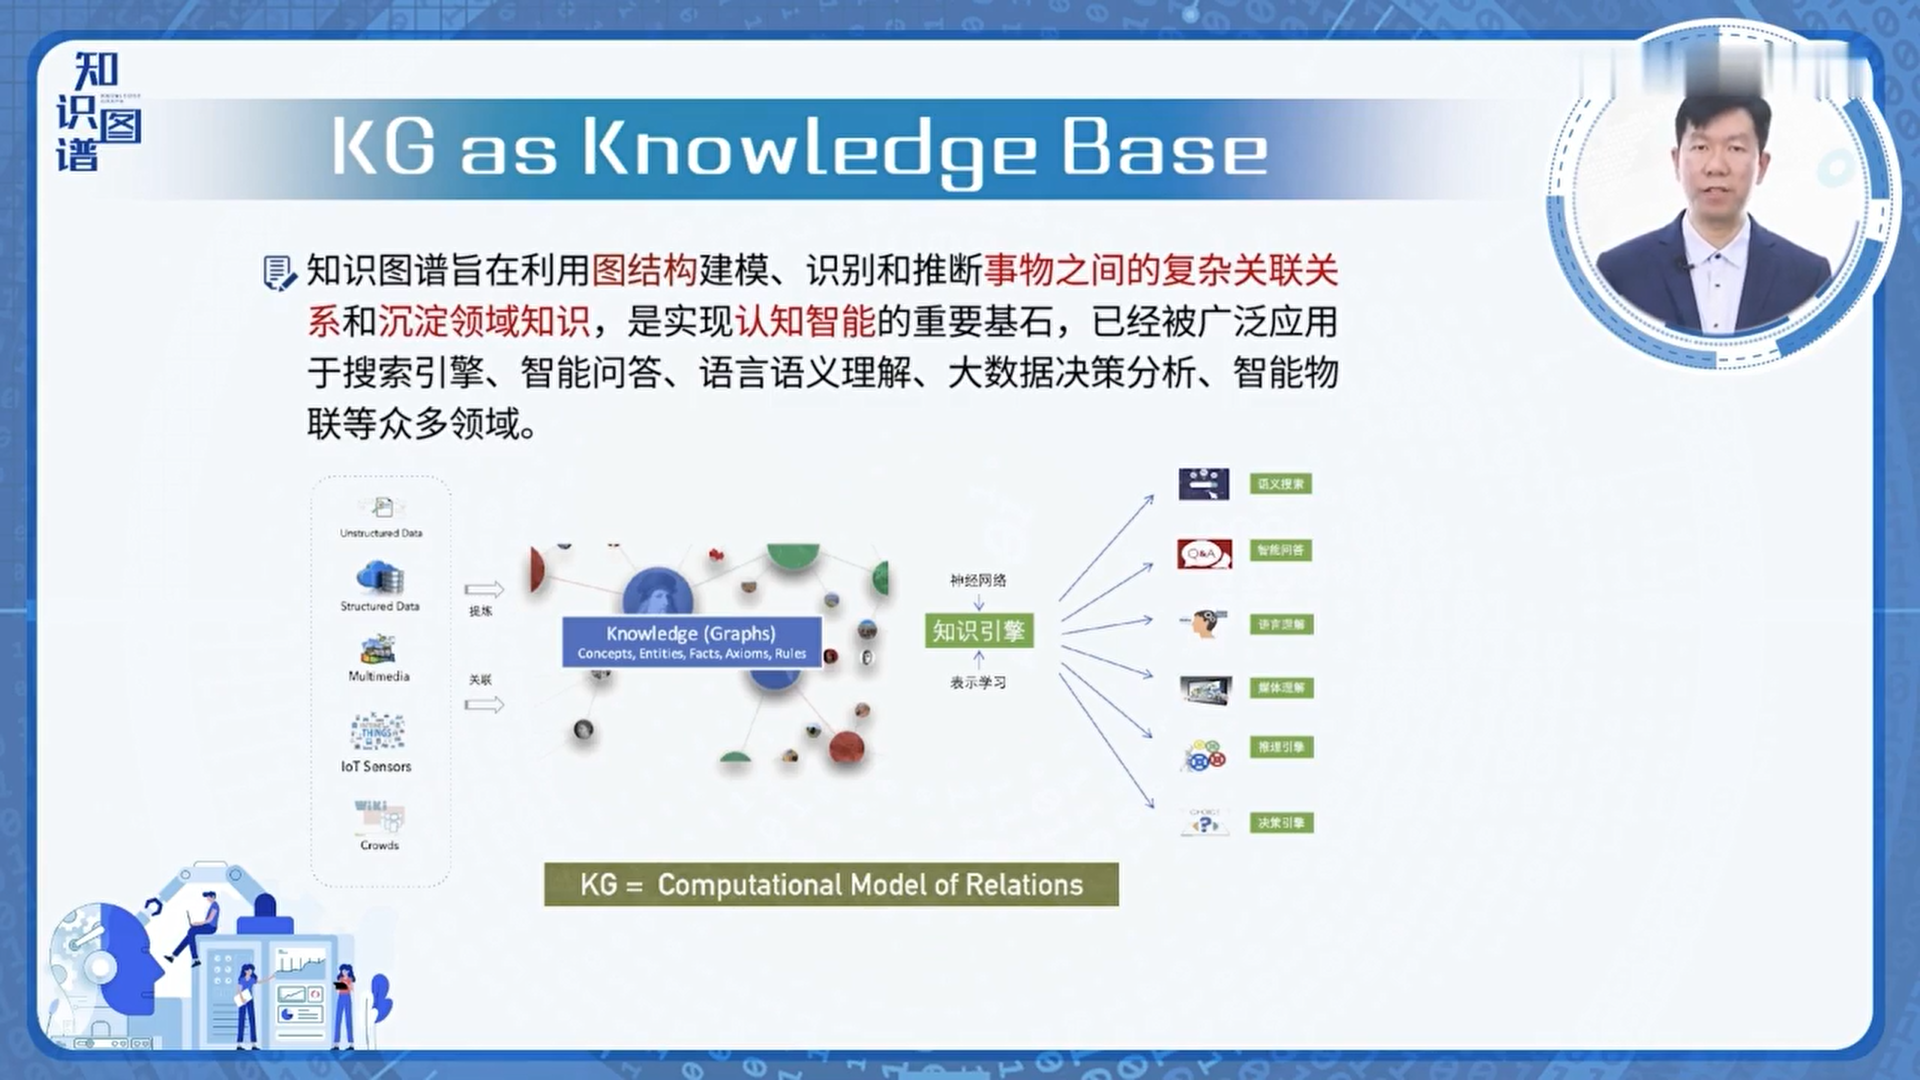 知识图谱
KG as Knowledge Base
知识图谱旨在利用图结构建模、识别和推断事物之间的复杂关联关
系和沉淀领域知识，是实现认知智能的重要基石，已经被广泛应用
于搜索引擎、智能问答、语言语义理解、大数据决策分析、智能物
联等众多领域。
Unstructured Data
Structured Data
Multimedia
INTERNET
THINGS
IoT Sensors
WiKi
Crowds
提炼
关联
Knowledge (Graphs)
Concepts, Entities, Facts, Axioms, Rules
神经网络
知识引擎
表示学习
语义搜索
Q&A
智能问答
语言理解
媒体理解
推理引擎
CHOICE
?
决策引擎
KG = Computational Model of Relations